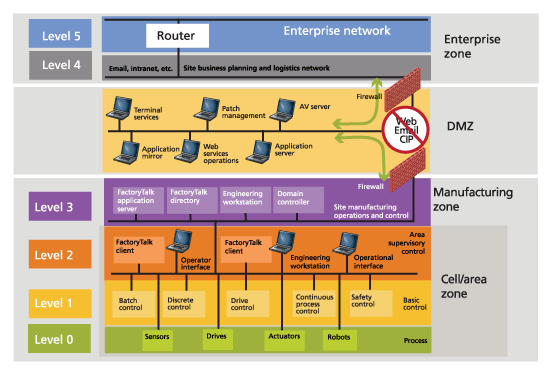 Level 5
Router
Enterprise network
Enterprise
zone
Level 4
Email, intranet, etc.
Site business planning and logistics network
Firewall
Terminal
services
Patch
management
AV server
Web
Email
CIP
DMZ
Application
mirror
Web
services
operations
Application
server
Firewall
Level 3
FactoryTalk
application
server
FactoryTalk
directory
Engineering
workstation
Domain
controller
Site manufacturing
operations and control
Manufacturing
zone
Level 2
FactoryTalk
client
Operator
Interface
FactoryTalk
client
Engineering
workstation
Operational
interface
Area
supervisory
control
Cell/area
zone
Level 1
Batch
control
Discrete
control
Drive
control
Continuous
process
control
Safety
control
Basic
control
Level 0
Sensors
Drives
Actuators
Robots
Process